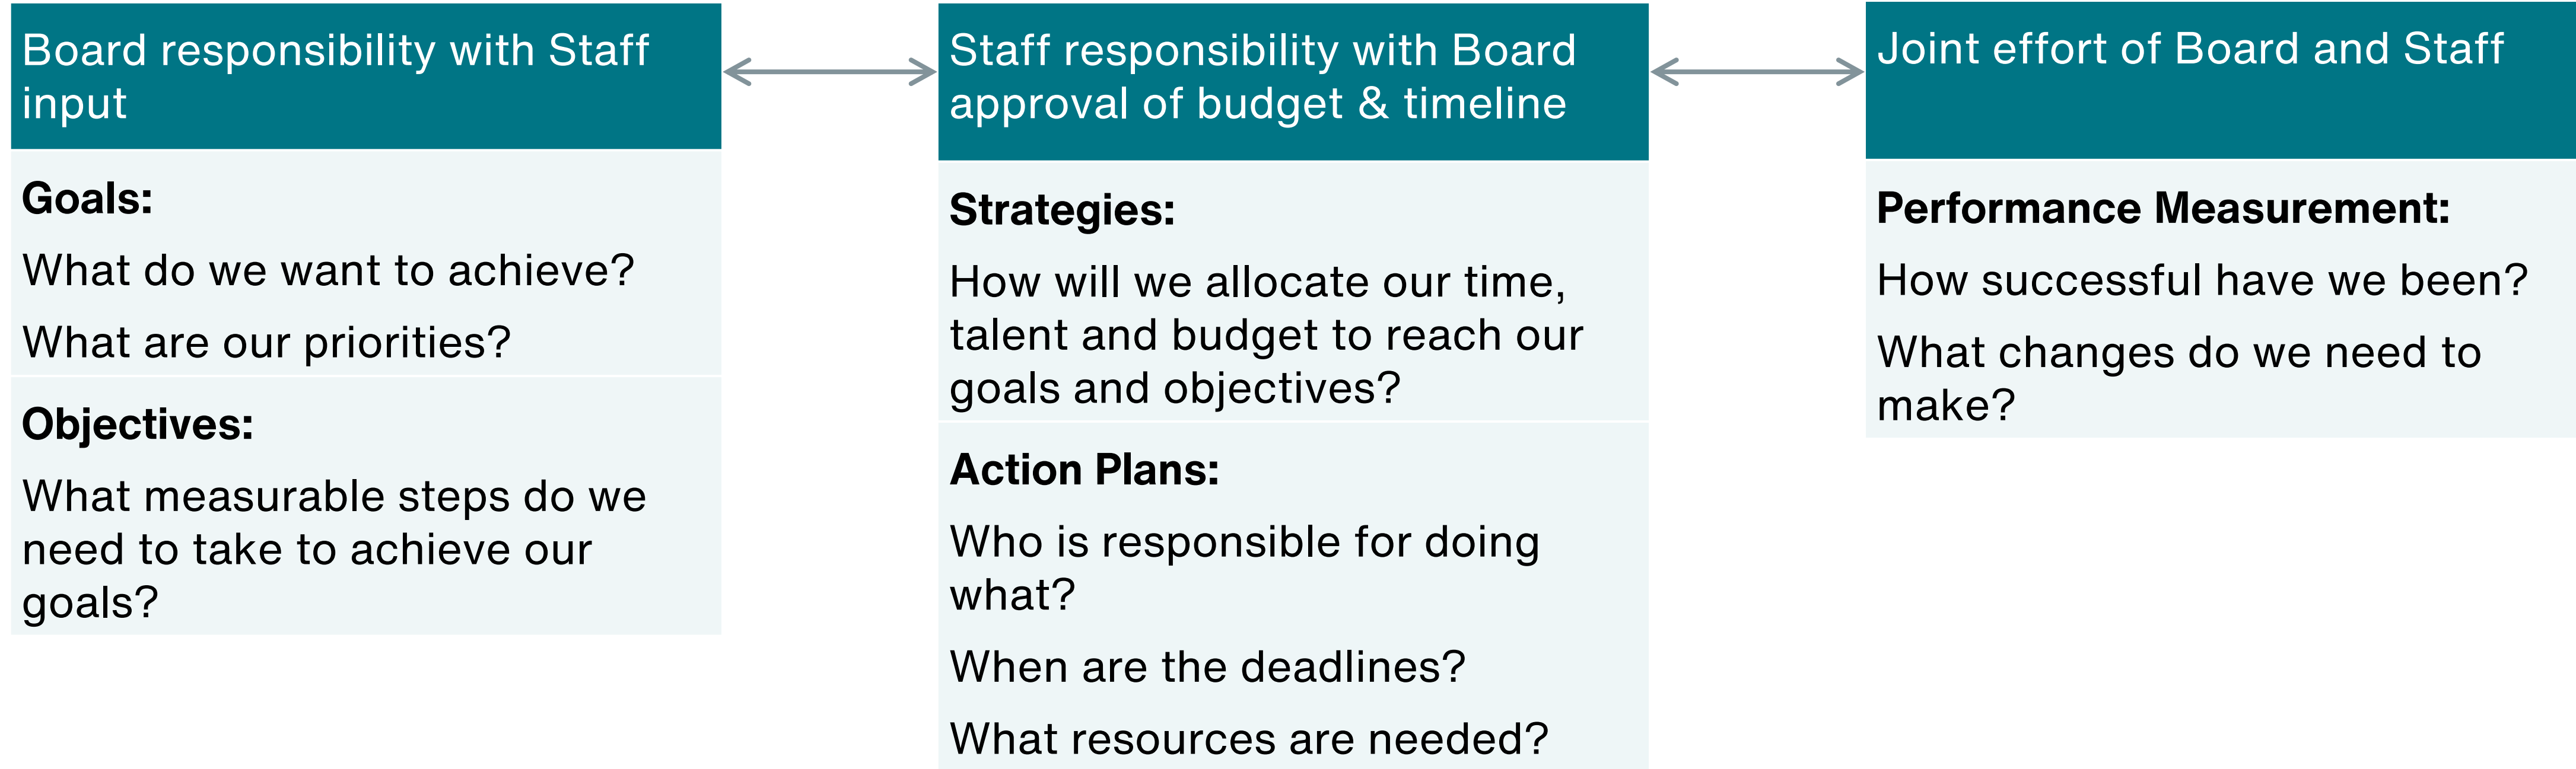 Board responsibility with Staff
input
Goals:
What do we want to achieve?
What are our priorities?
Objectives:
What measurable steps do we
need to take to achieve our
goals?
Staff responsibility with Board
approval of budget & timeline
Strategies:
How will we allocate our time,
talent and budget to reach our
goals and objectives?
Action Plans:
Who is responsible for doing
what?
When are the deadlines?
What resources are needed?
Joint effort of Board and Staff
Performance Measurement:
How successful have we been?
What changes do we need to
make?